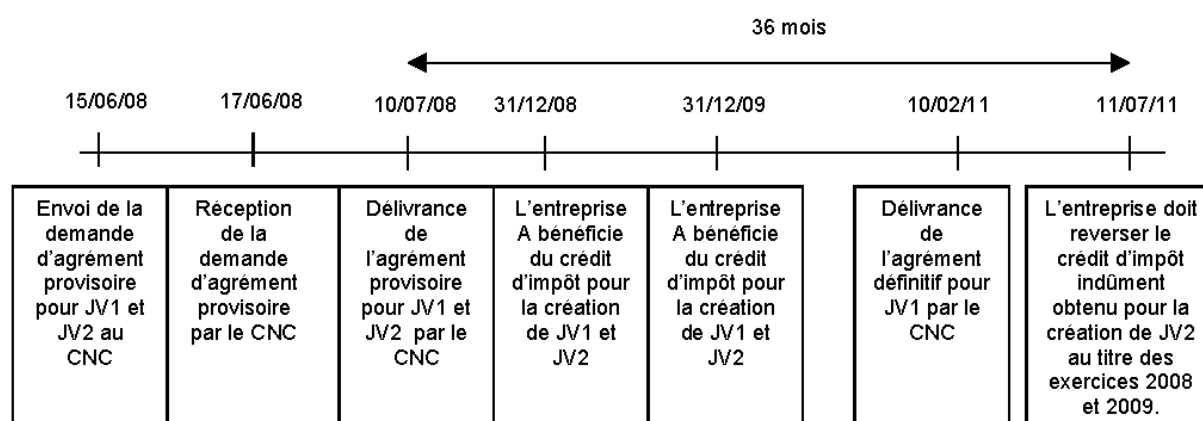 36 mois
15/06/08
17/06/08
10/07/08
31/12/08
31/12/09
10/02/11
11/07/11
Envoi de la
demande
d'agrément
provisoire
pour JV1 et
JV2 au
CNC
Réception
de la
demande
d'agrément
provisoire
par le CNC
Délivrance
de
l'agrément
provisoire
pour JV1 et
JV2 par le
CNC
L'entreprise
A bénéficie
du crédit
d'impôt pour
la création
de JV1 et
JV2
L'entreprise
A bénéficie
du crédit
d'impôt pour
la création
de JV1 et
JV2
Délivrance
de
l'agrément
définitif pour
JV1 par le
CNC
L'entreprise doit
reverser le
crédit d'impôt
indûment
obtenu pour la
création de JV2
au titre des
exercices 2008
et 2009.